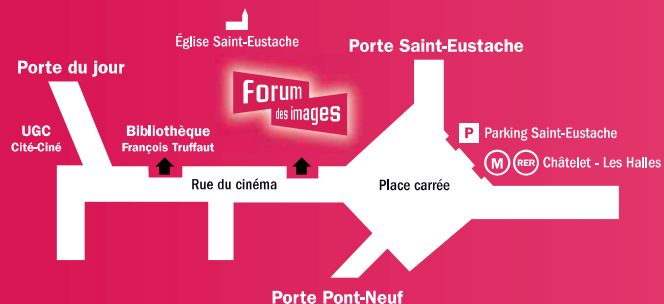 Église Saint-Eustache
Porte Saint-Eustache
Porte du jour
Forum
des images
UGC
Cité-Ciné
Bibliothèque
François Truffaut
P Parking Saint-Eustache
M RER Châtelet - Les Halles
Rue du cinéma
Place carrée
Porte Pont-Neuf